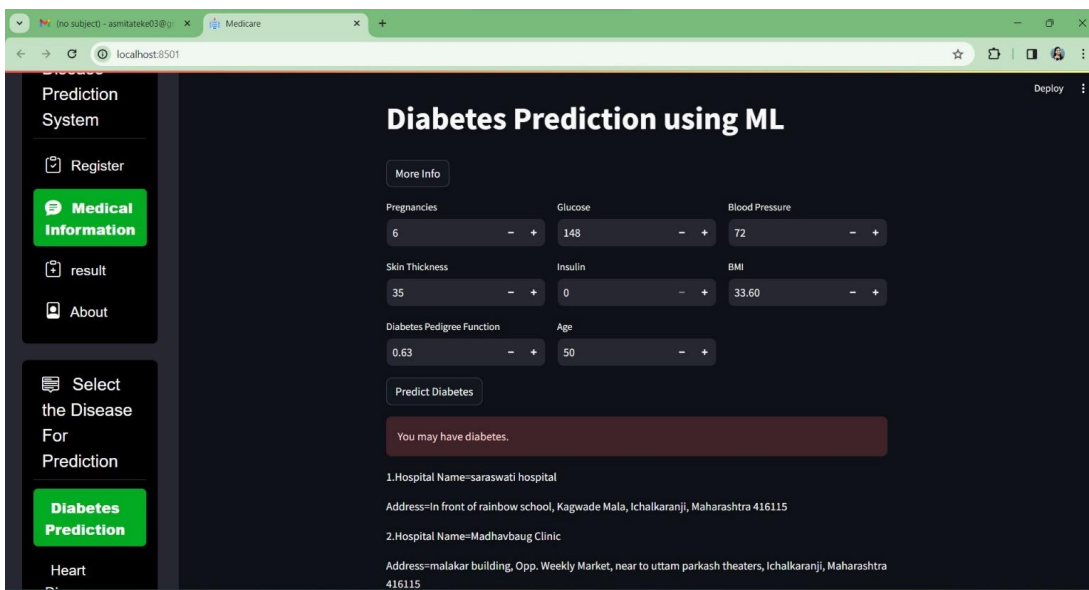 (no subject) - asmitateke03@g
Medicare
localhost:8501
Deploy
Disease
Prediction
System
Register
Medical
Information
result
About
Select
the Disease
For
Prediction
Diabetes
Prediction
Heart
Diabetes Prediction using ML
More Info
Pregnancies Glucose Blood Pressure
6 - + 148 - + 72 - +
Skin Thickness Insulin BMI
35 - + 0 - + 33.60 - +
Diabetes Pedigree Function Age
0.63 - + 50 - +
Predict Diabetes
You may have diabetes.
1.Hospital Name=saraswati hospital
Address=In front of rainbow school, Kagwade Mala, Ichalkaranji, Maharashtra 416115
2.Hospital Name=Madhavbaug Clinic
Address=malakar building, Opp. Weekly Market, near to uttam parkash theaters, Ichalkaranji, Maharashtra
416115